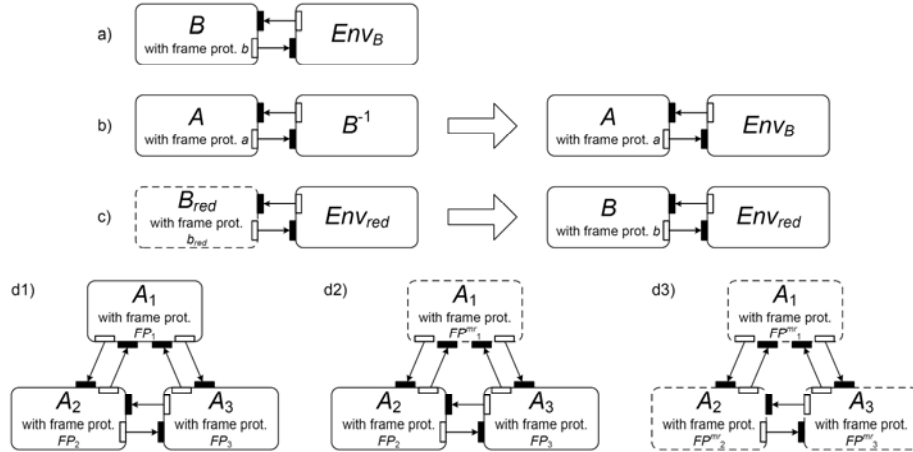 a)
B
with frame prot. b
Env_B
b)
A
with frame prot. a
B^-1
A
with frame prot. a
Env_B
c)
B_red
with frame prot.
b_red
Env_red
B
with frame prot. b
Env_red
d1)
A_1
with frame prot.
FP_1
A_2
with frame prot.
FP_2
A_3
with frame prot.
FP_3
d2)
A_1
with frame prot.
FP^mr_1
A_2
with frame prot.
FP_2
A_3
with frame prot.
FP_3
d3)
A_1
with frame prot.
FP^mr_1
A_2
with frame prot.
FP^mr_2
A_3
with frame prot.
FP^mr_3